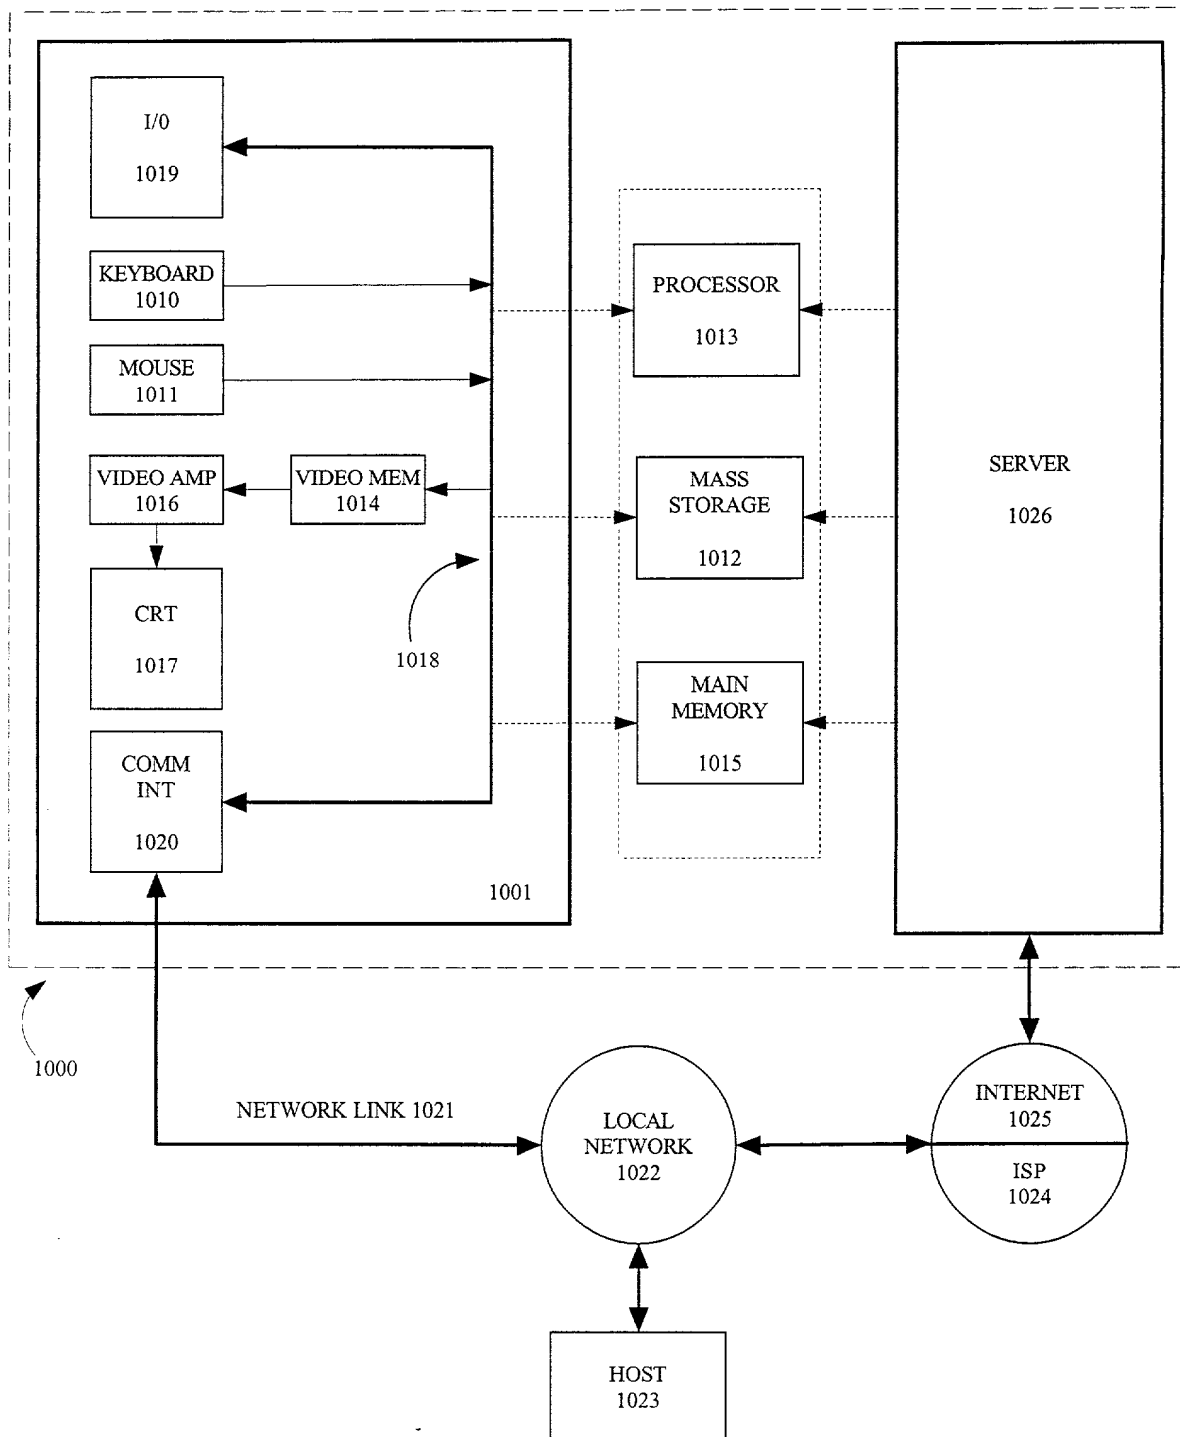 I/0
1019
KEYBOARD
1010
MOUSE
1011
VIDEO AMP
1016
VIDEO MEM
1014
CRT
1017
1018
COMM
INT
1020
1001
PROCESSOR
1013
MASS
STORAGE
1012
MAIN
MEMORY
1015
SERVER
1026
1000
NETWORK LINK 1021
LOCAL
NETWORK
1022
INTERNET
1025
ISP
1024
HOST
1023